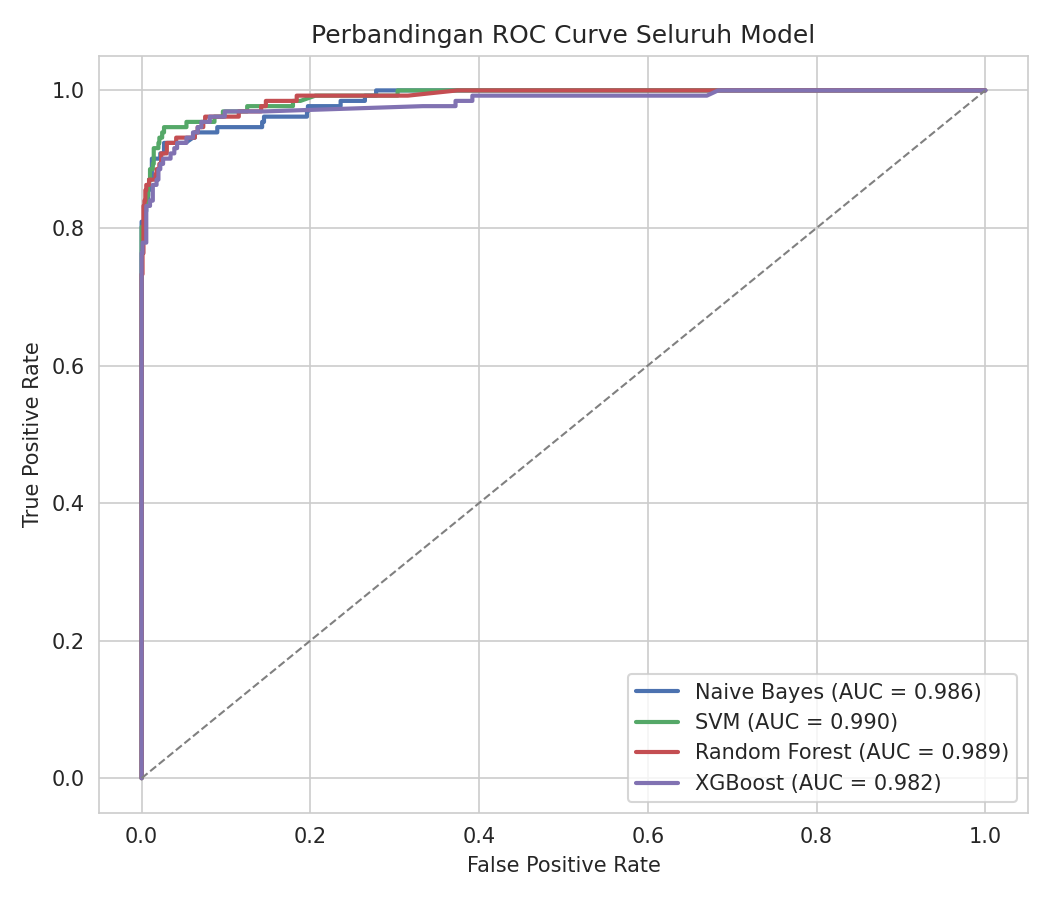 Perbandingan ROC Curve Seluruh Model
True Positive Rate
1.0
0.8
0.6
0.4
0.2
0.0
Naive Bayes (AUC = 0.986)
SVM (AUC = 0.990)
Random Forest (AUC = 0.989)
XGBoost (AUC = 0.982)
0.0 0.2 0.4 0.6 0.8 1.0
False Positive Rate